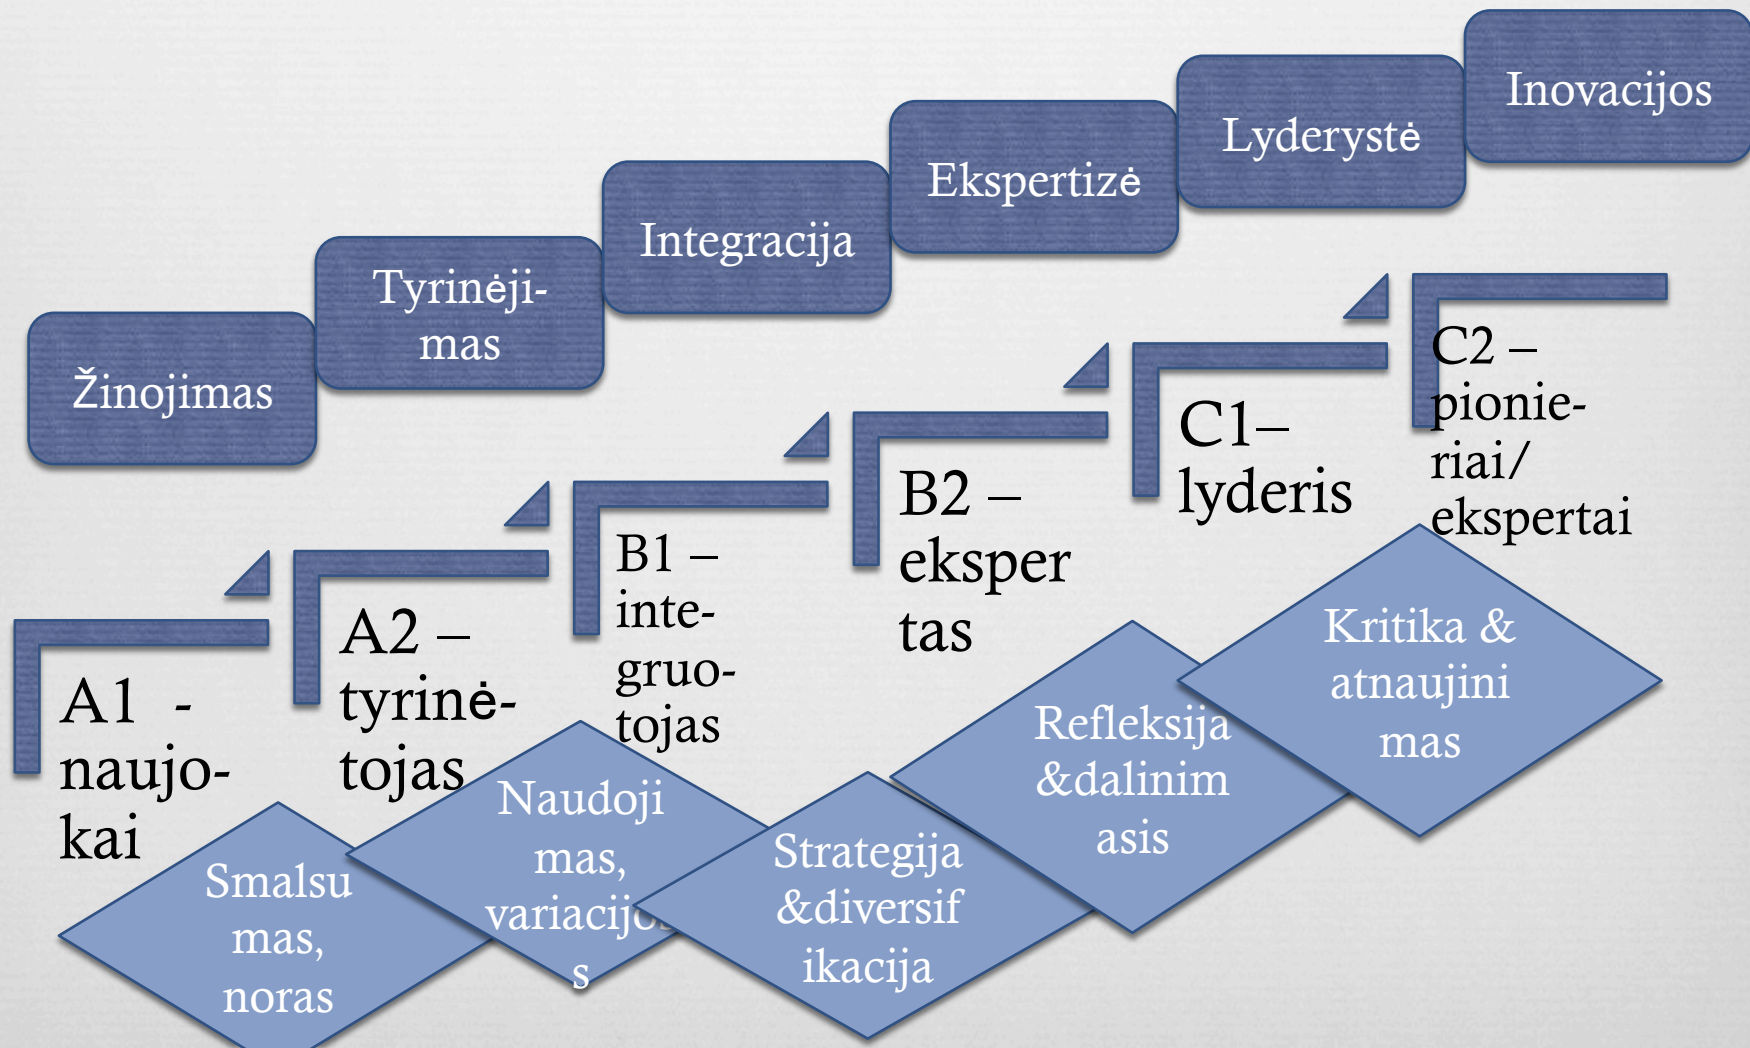 Žinojimas
Tyrinėji-
mas
Integracija
Ekspertizė
Lyderystė
Inovacijos
A1 -
naujo-
kai
A2 –
tyrinė-
tojas
B1 –
inte-
gruo-
tojas
B2 –
eksper
tas
C1–
lyderis
C2 –
pionie-
riai/
ekspertai
Smalsu
mas,
noras
Naudoji
mas,
variacijos
s
Strategija
&diversif
ikacija
Refleksija
&dalinim
asis
Kritika &
atnaujini
mas